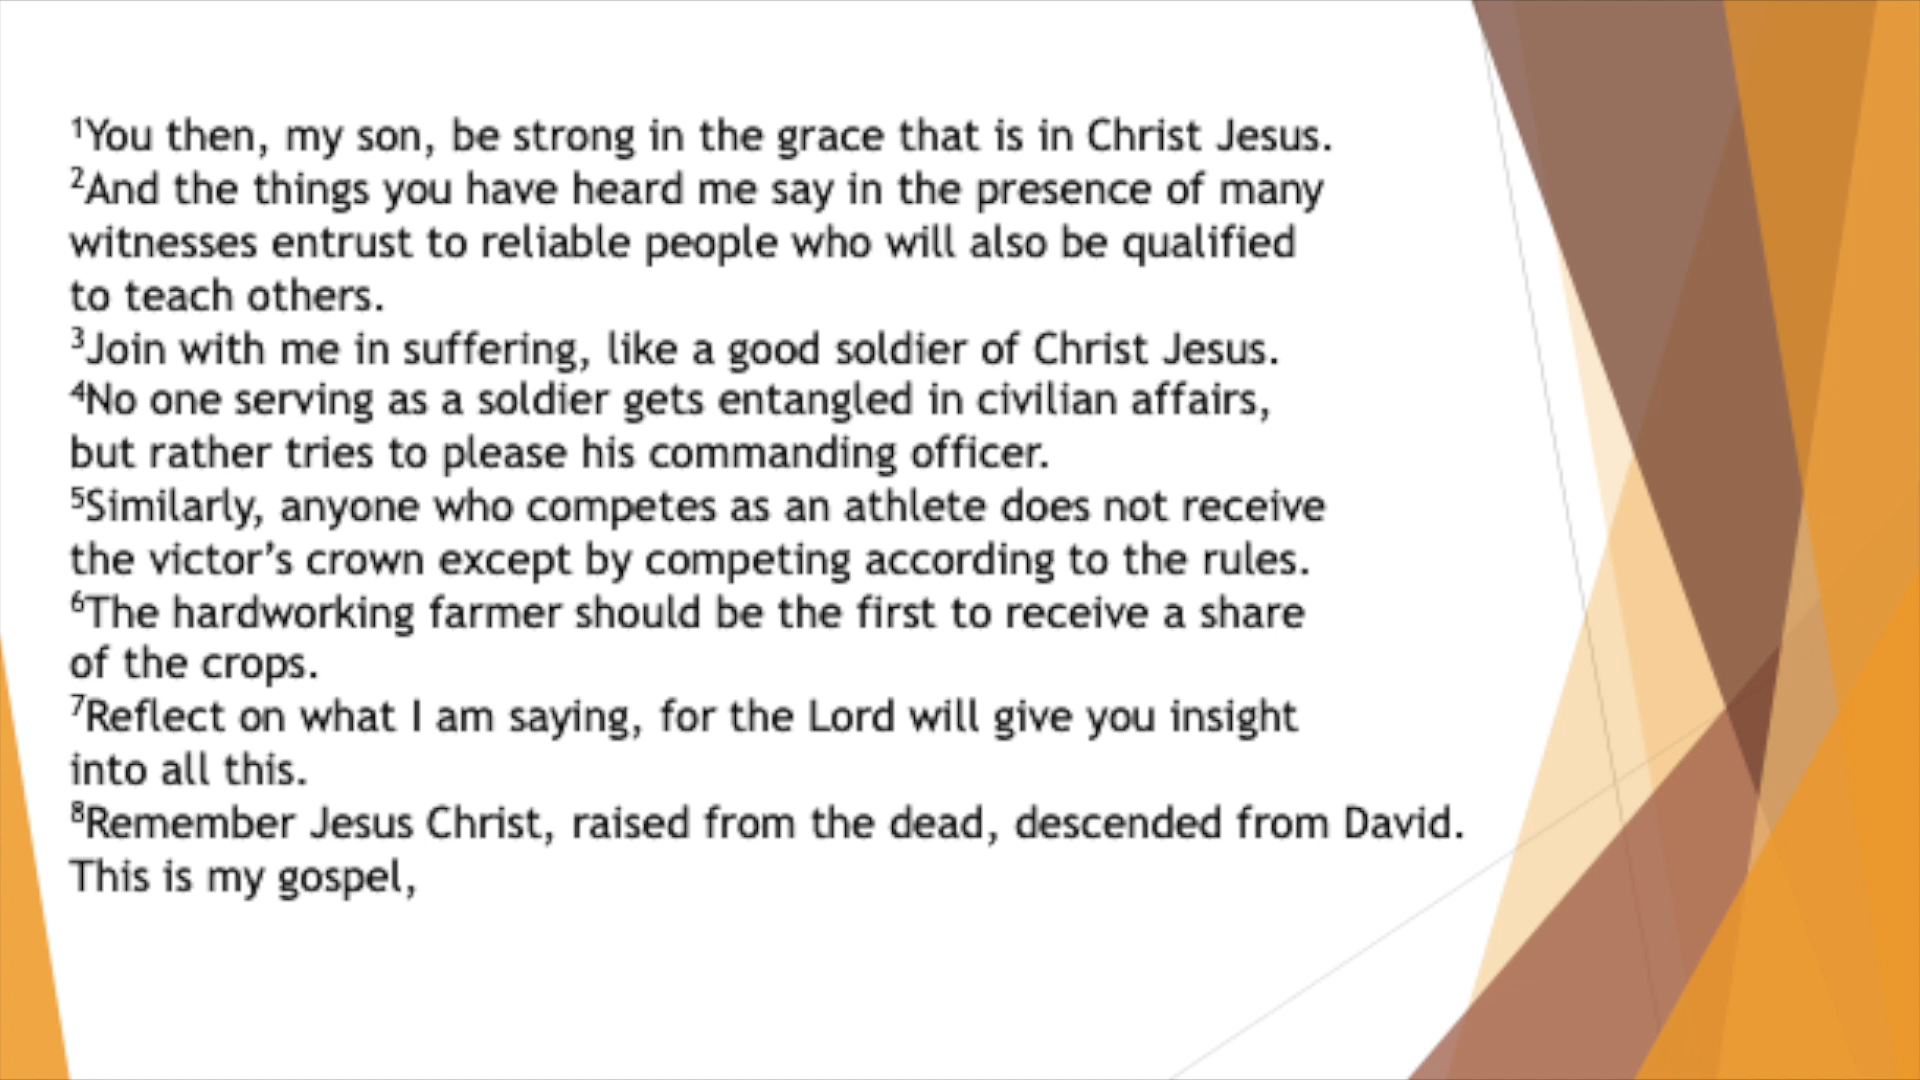 ¹You then, my son, be strong in the grace that is in Christ Jesus.
²And the things you have heard me say in the presence of many
witnesses entrust to reliable people who will also be qualified
to teach others.
³Join with me in suffering, like a good soldier of Christ Jesus.
⁴No one serving as a soldier gets entangled in civilian affairs,
but rather tries to please his commanding officer.
⁵Similarly, anyone who competes as an athlete does not receive
the victor’s crown except by competing according to the rules.
⁶The hardworking farmer should be the first to receive a share
of the crops.
⁷Reflect on what I am saying, for the Lord will give you insight
into all this.
⁸Remember Jesus Christ, raised from the dead, descended from David.
This is my gospel,